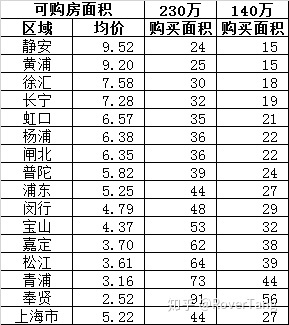 可购房面积 230万 140万
区域 均价 购买面积 购买面积
静安 9.52 24 15
黄浦 9.20 25 15
徐汇 7.58 30 18
长宁 7.28 32 19
虹口 6.57 35 21
杨浦 6.38 36 22
闸北 6.35 36 22
普陀 5.82 39 24
浦东 5.25 44 27
闵行 4.79 48 29
宝山 4.37 53 32
嘉定 3.70 62 38
松江 3.61 64 39
青浦 3.16 73 44
奉贤 2.52 91 56
上海市 5.22 44 27